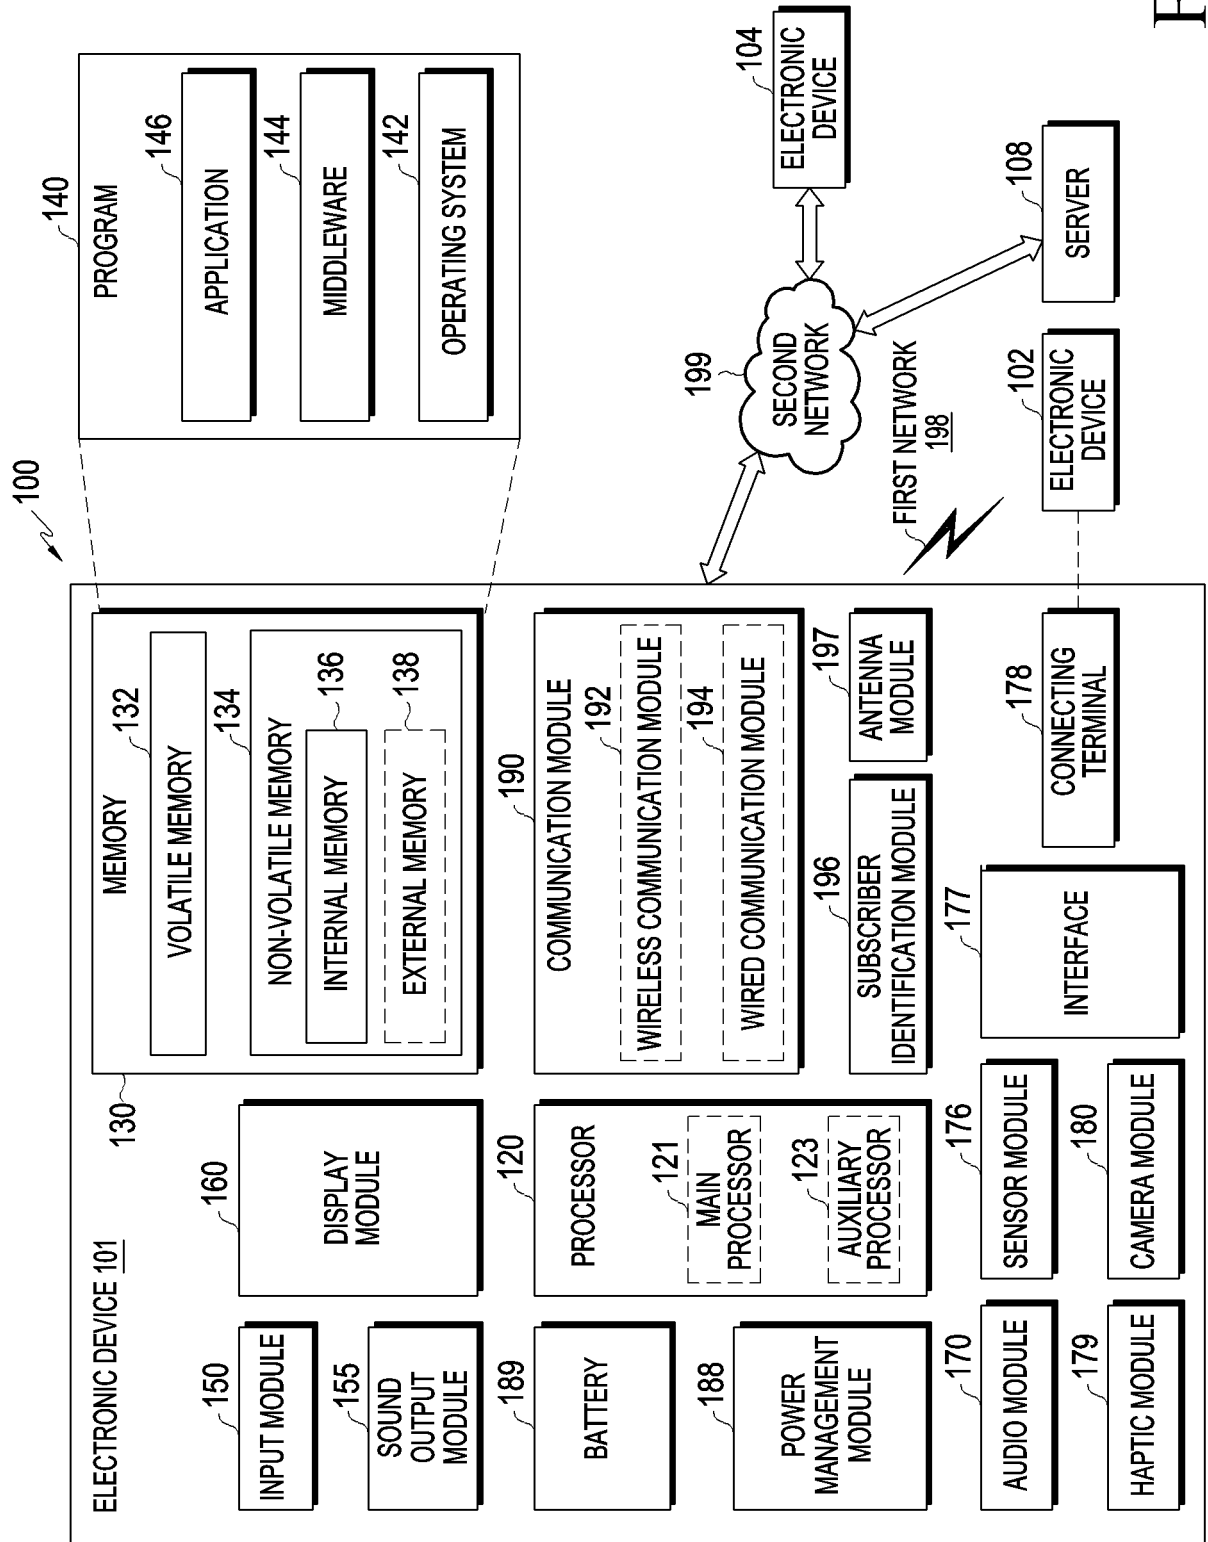 100
ELECTRONIC DEVICE 101
INPUT MODULE
150
SOUND
OUTPUT
MODULE
155
BATTERY
189
POWER
MANAGEMENT
MODULE
188
AUDIO MODULE
170
HAPTIC MODULE
179
DISPLAY
MODULE
160
PROCESSOR
120
MAIN
PROCESSOR
121
AUXILIARY
PROCESSOR
123
SENSOR MODULE
176
CAMERA MODULE
180
130
MEMORY
VOLATILE MEMORY
132
NON-VOLATILE MEMORY
134
INTERNAL MEMORY
136
EXTERNAL MEMORY
138
COMMUNICATION MODULE
190
WIRELESS COMMUNICATION MODULE
192
WIRED COMMUNICATION MODULE
194
SUBSCRIBER
IDENTIFICATION MODULE
196
ANTENNA
MODULE
197
INTERFACE
177
CONNECTING
TERMINAL
178
140
PROGRAM
APPLICATION
146
MIDDLEWARE
144
OPERATING SYSTEM
142
199
SECOND
NETWORK
FIRST NETWORK
198
ELECTRONIC
DEVICE
104
SERVER
108
ELECTRONIC
DEVICE
102